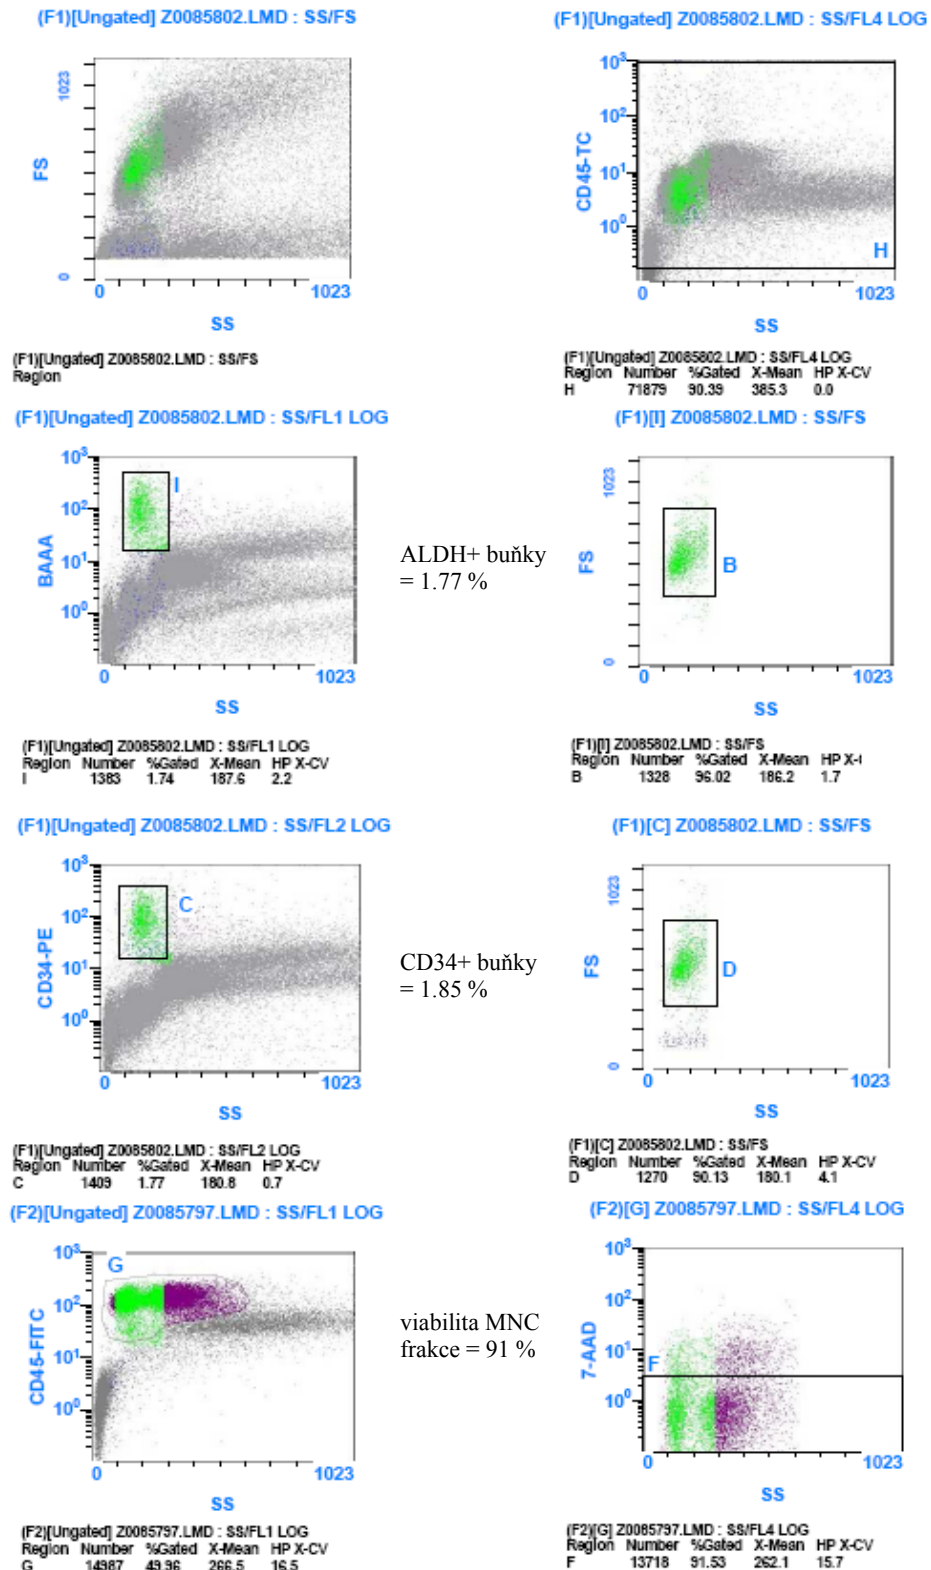 (F1)[Ungated] Z0085802.LMD : SS/FS
1023
FS
0
0
1023
SS
(F1)[Ungated] Z0085802.LMD : SS/FS
Region
(F1)[Ungated] Z0085802.LMD : SS/FL4 LOG
10³
10²
10¹
10⁰
CD45-TC
H
0
1023
SS
(F1)[Ungated] Z0085802.LMD : SS/FL4 LOG
Region Number %Gated X-Mean HP X-CV
H 71879 90.39 385.3 0.0
(F1)[Ungated] Z0085802.LMD : SS/FL1 LOG
10³
10²
10¹
10⁰
BAAA
I
0
1023
SS
(F1)[Ungated] Z0085802.LMD : SS/FL1 LOG
Region Number %Gated X-Mean HP X-CV
I 1383 1.74 187.6 2.2
ALDH+ buňky
= 1.77 %
(F1)[I] Z0085802.LMD : SS/FS
1023
FS
0
B
0
1023
SS
(F1)[I] Z0085802.LMD : SS/FS
Region Number %Gated X-Mean HP X-(
B 1328 96.02 186.2 1.7
(F1)[Ungated] Z0085802.LMD : SS/FL2 LOG
10³
10²
10¹
10⁰
CD34-PE
C
0
1023
SS
(F1)[Ungated] Z0085802.LMD : SS/FL2 LOG
Region Number %Gated X-Mean HP X-CV
C 1409 1.77 180.8 0.7
CD34+ buňky
= 1.85 %
(F1)[C] Z0085802.LMD : SS/FS
1023
FS
0
D
0
1023
SS
(F1)[C] Z0085802.LMD : SS/FS
Region Number %Gated X-Mean HP X-CV
D 1270 90.13 180.1 4.1
(F2)[Ungated] Z0085797.LMD : SS/FL1 LOG
10³
10²
10¹
10⁰
CD45-FITC
G
0
1023
SS
(F2)[Ungated] Z0085797.LMD : SS/FL1 LOG
Region Number %Gated X-Mean HP X-CV
G 14987 49.96 266.5 16.5
viabilita MNC
frakce = 91 %
(F2)[G] Z0085797.LMD : SS/FL4 LOG
10³
10²
10¹
10⁰
7-AAD
F
0
1023
SS
(F2)[G] Z0085797.LMD : SS/FL4 LOG
Region Number %Gated X-Mean HP X-CV
F 13718 91.53 262.1 15.7